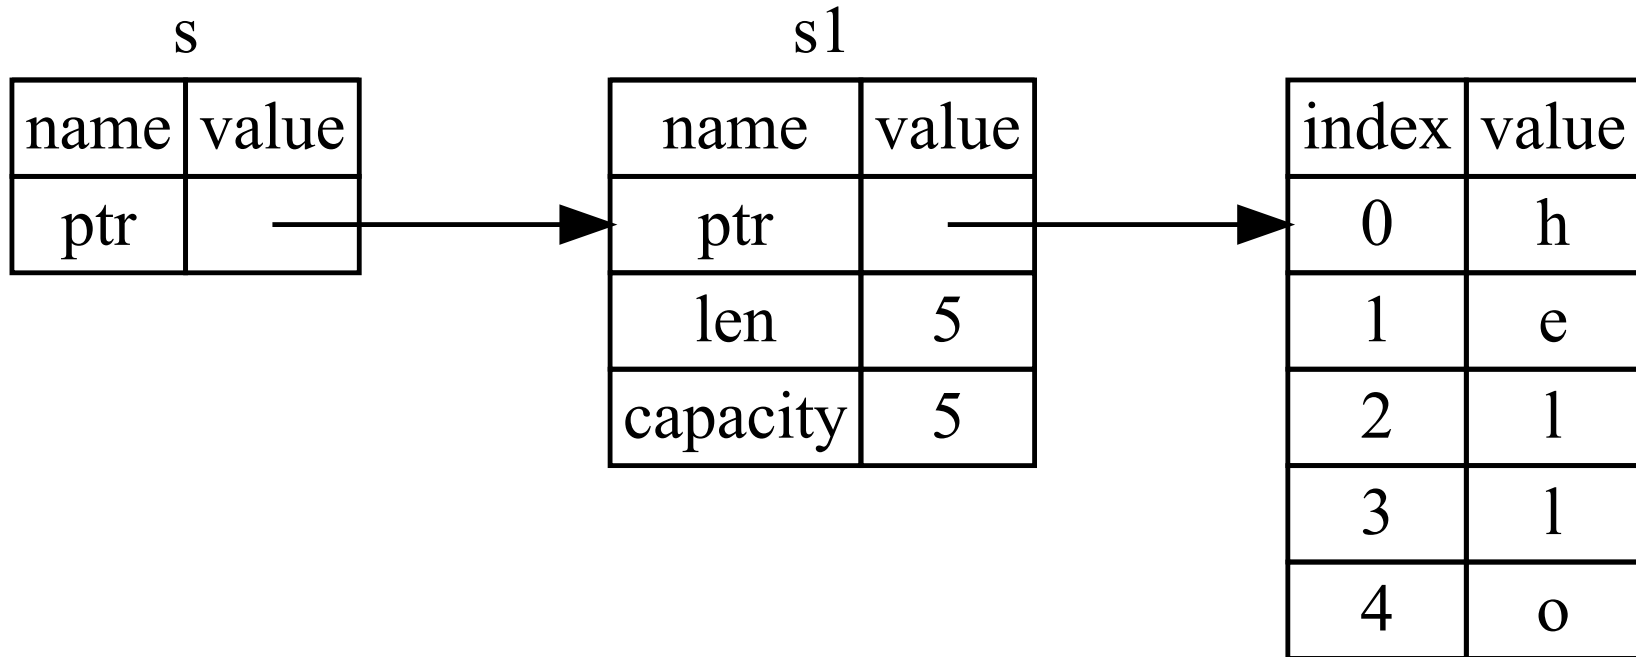 s
name value
ptr
s1
name value
ptr
len 5
capacity 5
index value
0 h
1 e
2 l
3 l
4 o